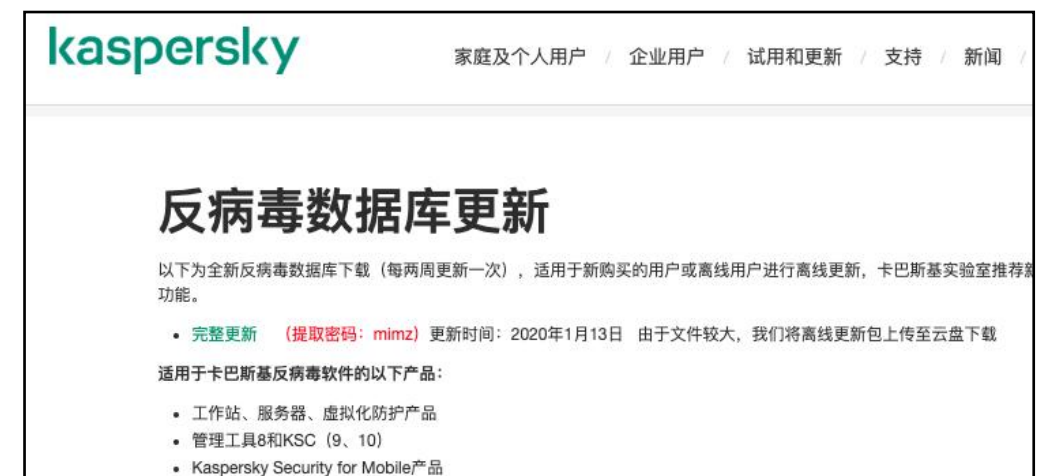 kaspersky
家庭及个人用户 / 企业用户 / 试用和更新 / 支持 / 新闻 /
反病毒数据库更新
以下为全新反病毒数据库下载（每两周更新一次），适用于新购买的用户或离线用户进行离线更新，卡巴斯基实验室推荐
功能。
• 完整更新 （提取密码：mimz）更新时间：2020年1月13日 由于文件较大，我们将离线更新包上传至云盘下载
适用于卡巴斯基反病毒软件的以下产品：
• 工作站、服务器、虚拟化防护产品
• 管理工具8和KSC（9、10）
• Kaspersky Security for Mobile产品